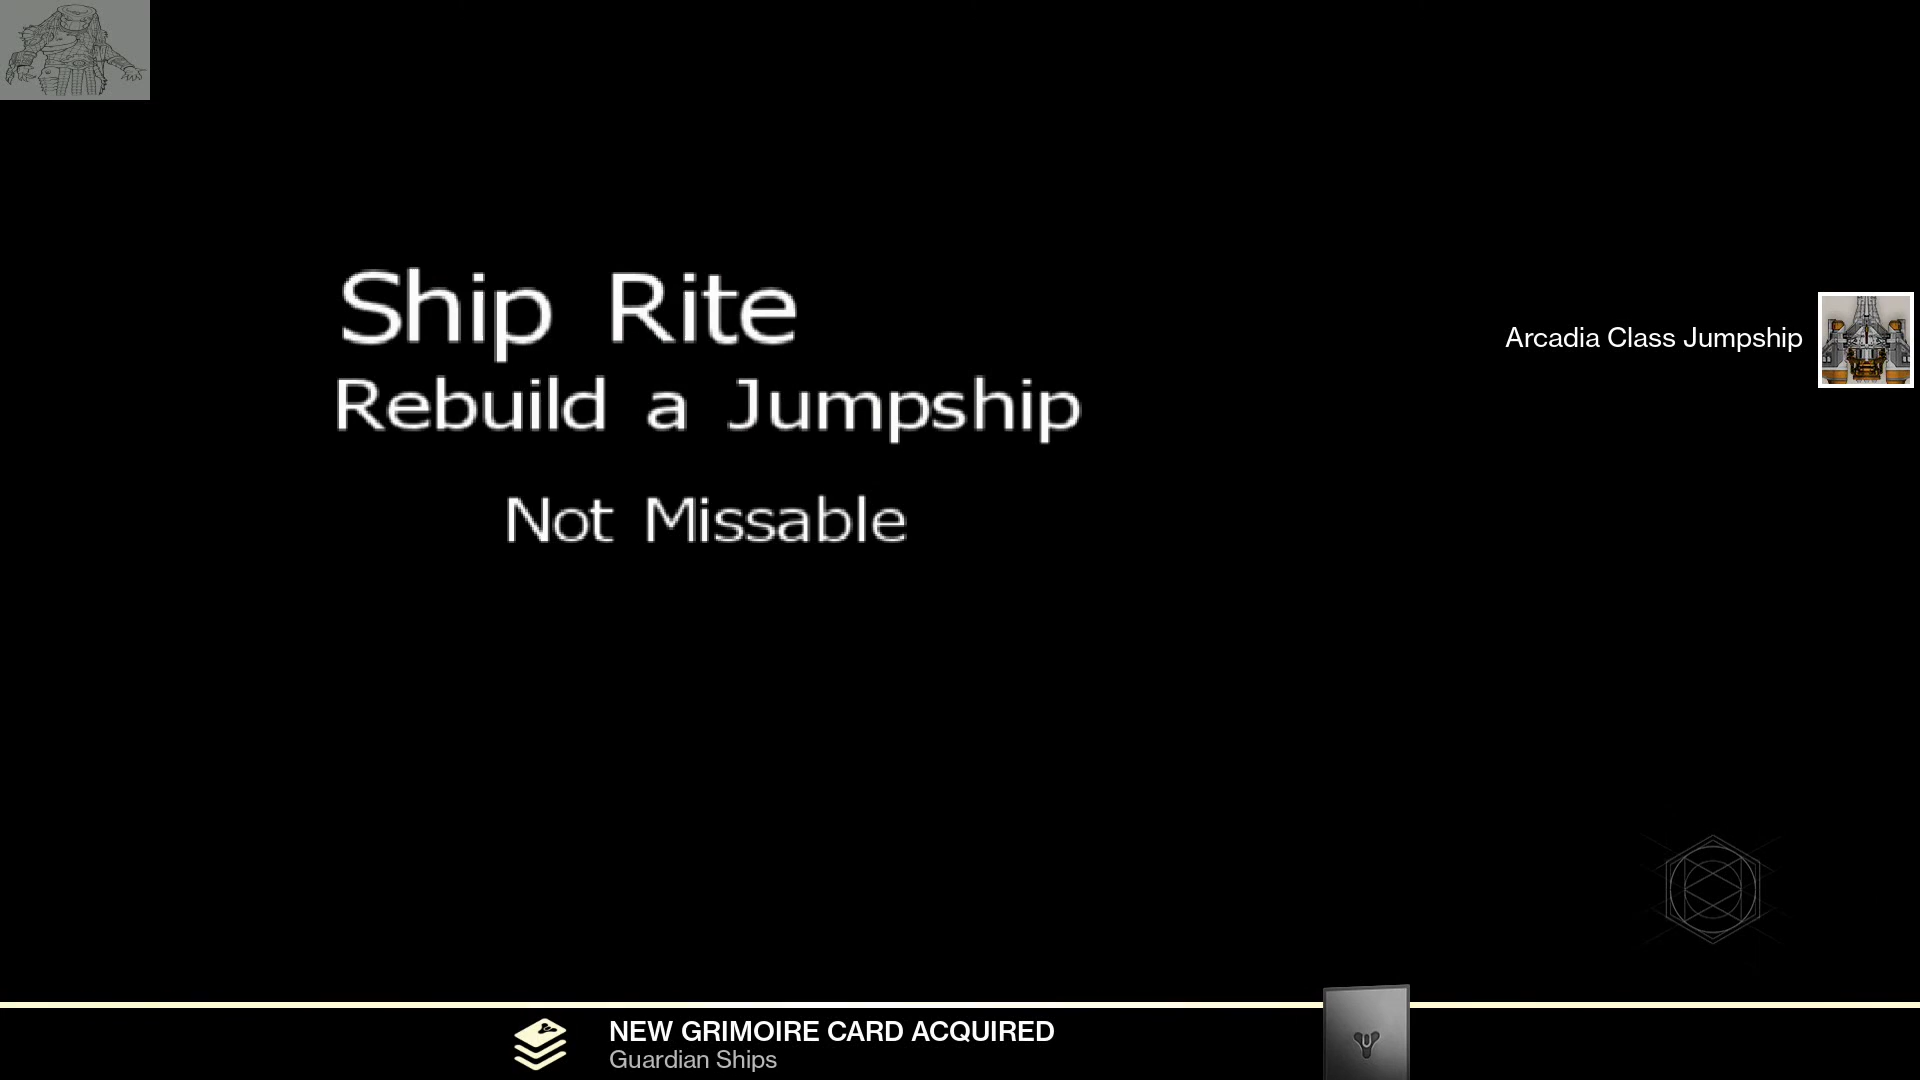 Ship Rite
Rebuild a Jumpship
Not Missable
Arcadia Class Jumpship
NEW GRIMOIRE CARD ACQUIRED
Guardian Ships